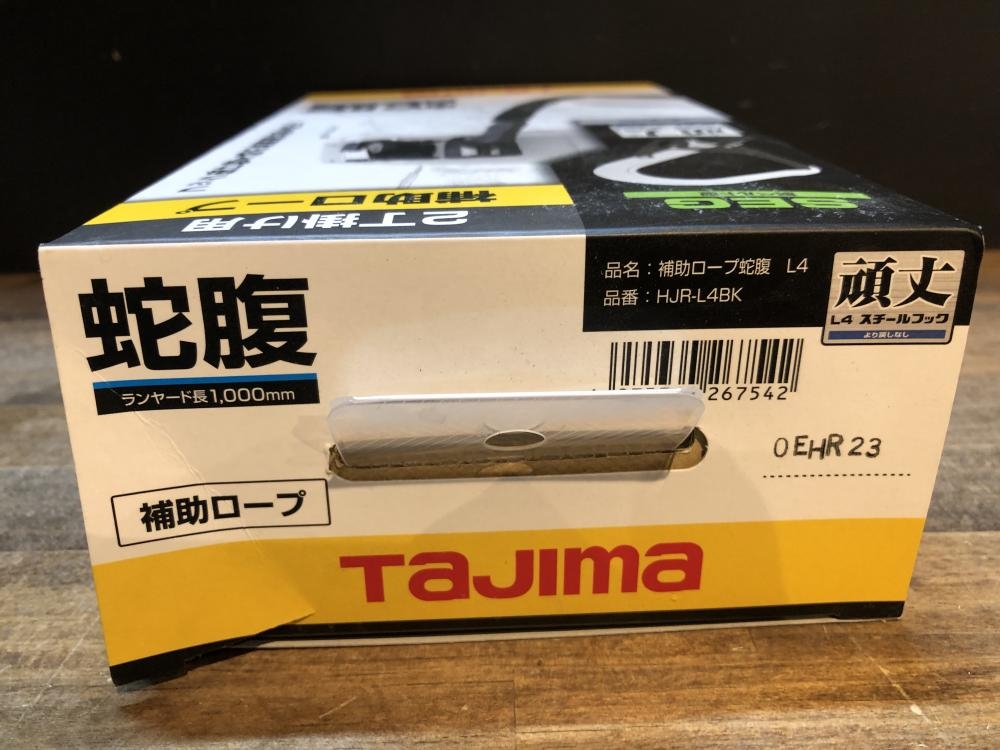 SEG
2丁掛け用
補助ロープ
蛇腹
ランヤード長1,000mm
品名：補助ロープ蛇腹 L4
品番：HJR-L4BK
頑丈
L4 スチールフック
より戻しなし
267542
0EHR23
補助ロープ
TAJIMA